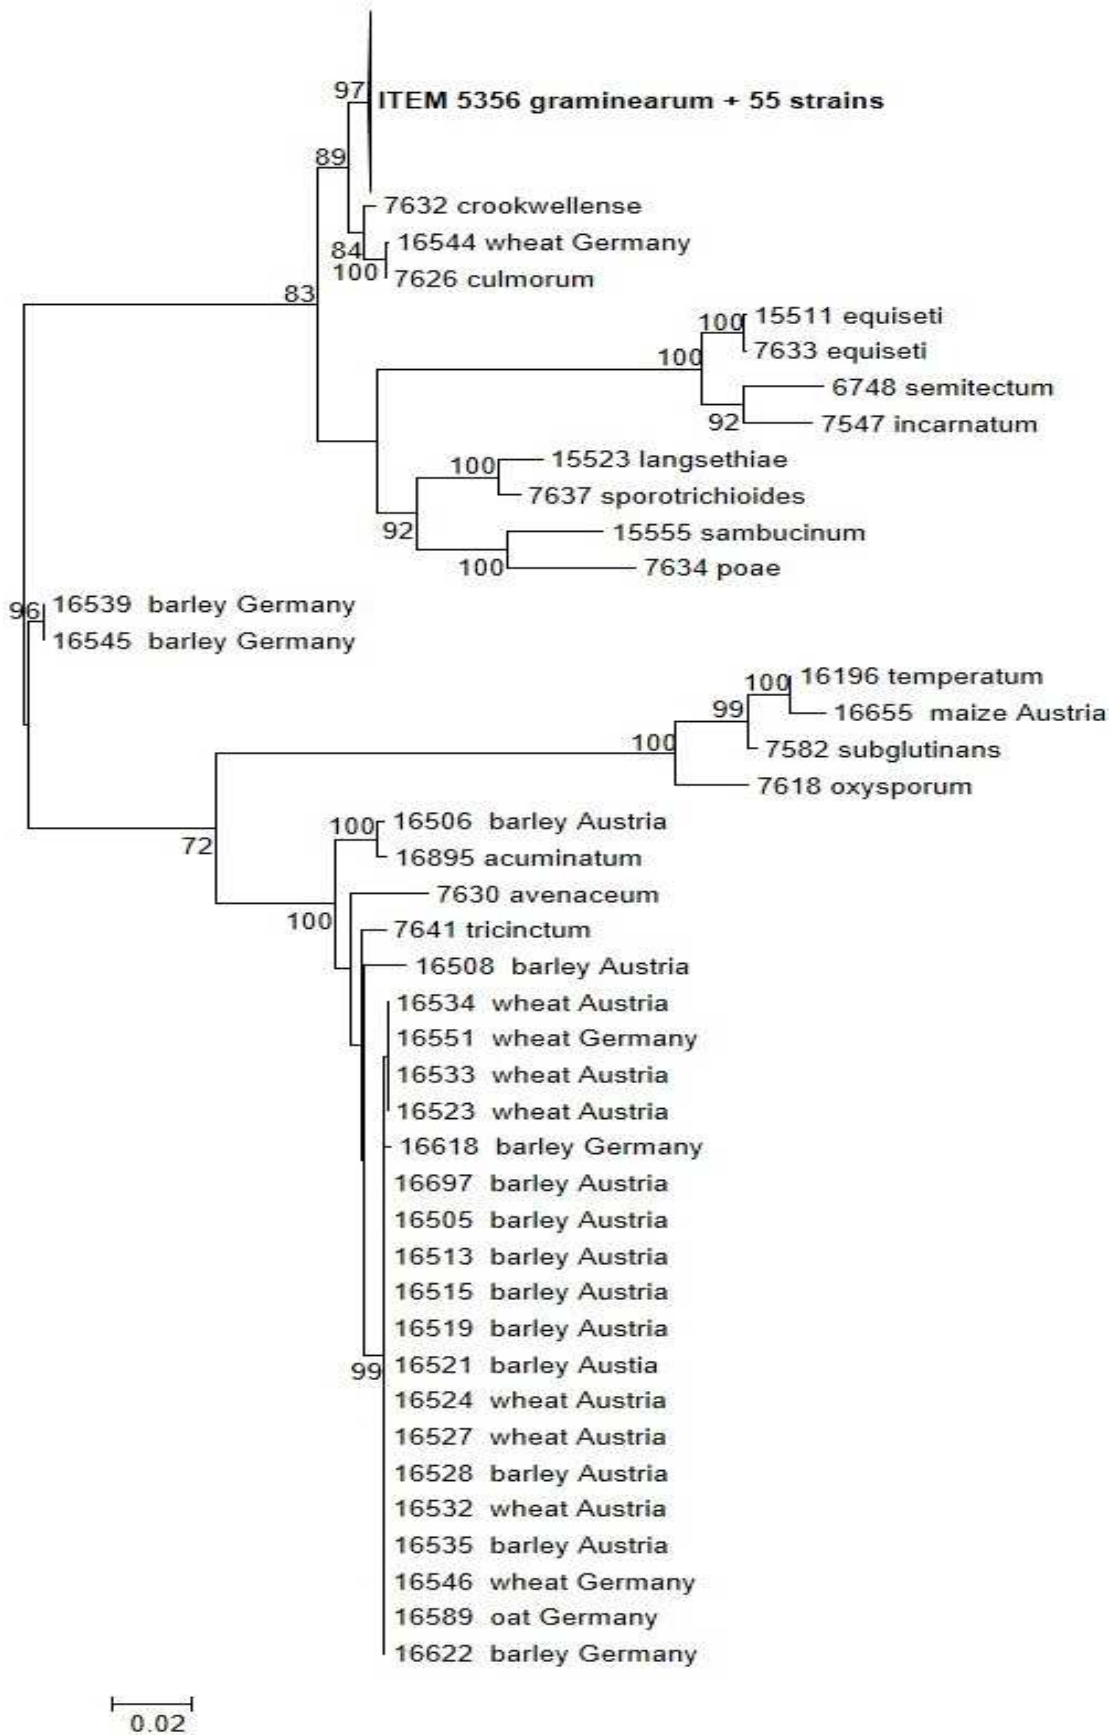 97
ITEM 5356 graminearum + 55 strains
89
7632 crookwellense
84
16544 wheat Germany
100
7626 culmorum
83
15511 equiseti
100
7633 equiseti
100
6748 semitectum
92
7547 incarnatum
15523 langsethiae
100
7637 sporotrichioides
92
15555 sambucinum
100
7634 poae
96
16539 barley Germany
16545 barley Germany
16196 temperatum
100
16655 maize Austria
99
7582 subglutinans
100
7618 oxysporum
72
16506 barley Austria
100
16895 acuminatum
7630 avenaceum
100
7641 tricinctum
16508 barley Austria
16534 wheat Austria
16551 wheat Germany
16533 wheat Austria
16523 wheat Austria
16618 barley Germany
16697 barley Austria
16505 barley Austria
16513 barley Austria
16515 barley Austria
16519 barley Austria
99
16521 barley Austia
16524 wheat Austria
16527 wheat Austria
16528 barley Austria
16532 wheat Austria
16535 barley Austria
16546 wheat Germany
16589 oat Germany
16622 barley Germany
0.02